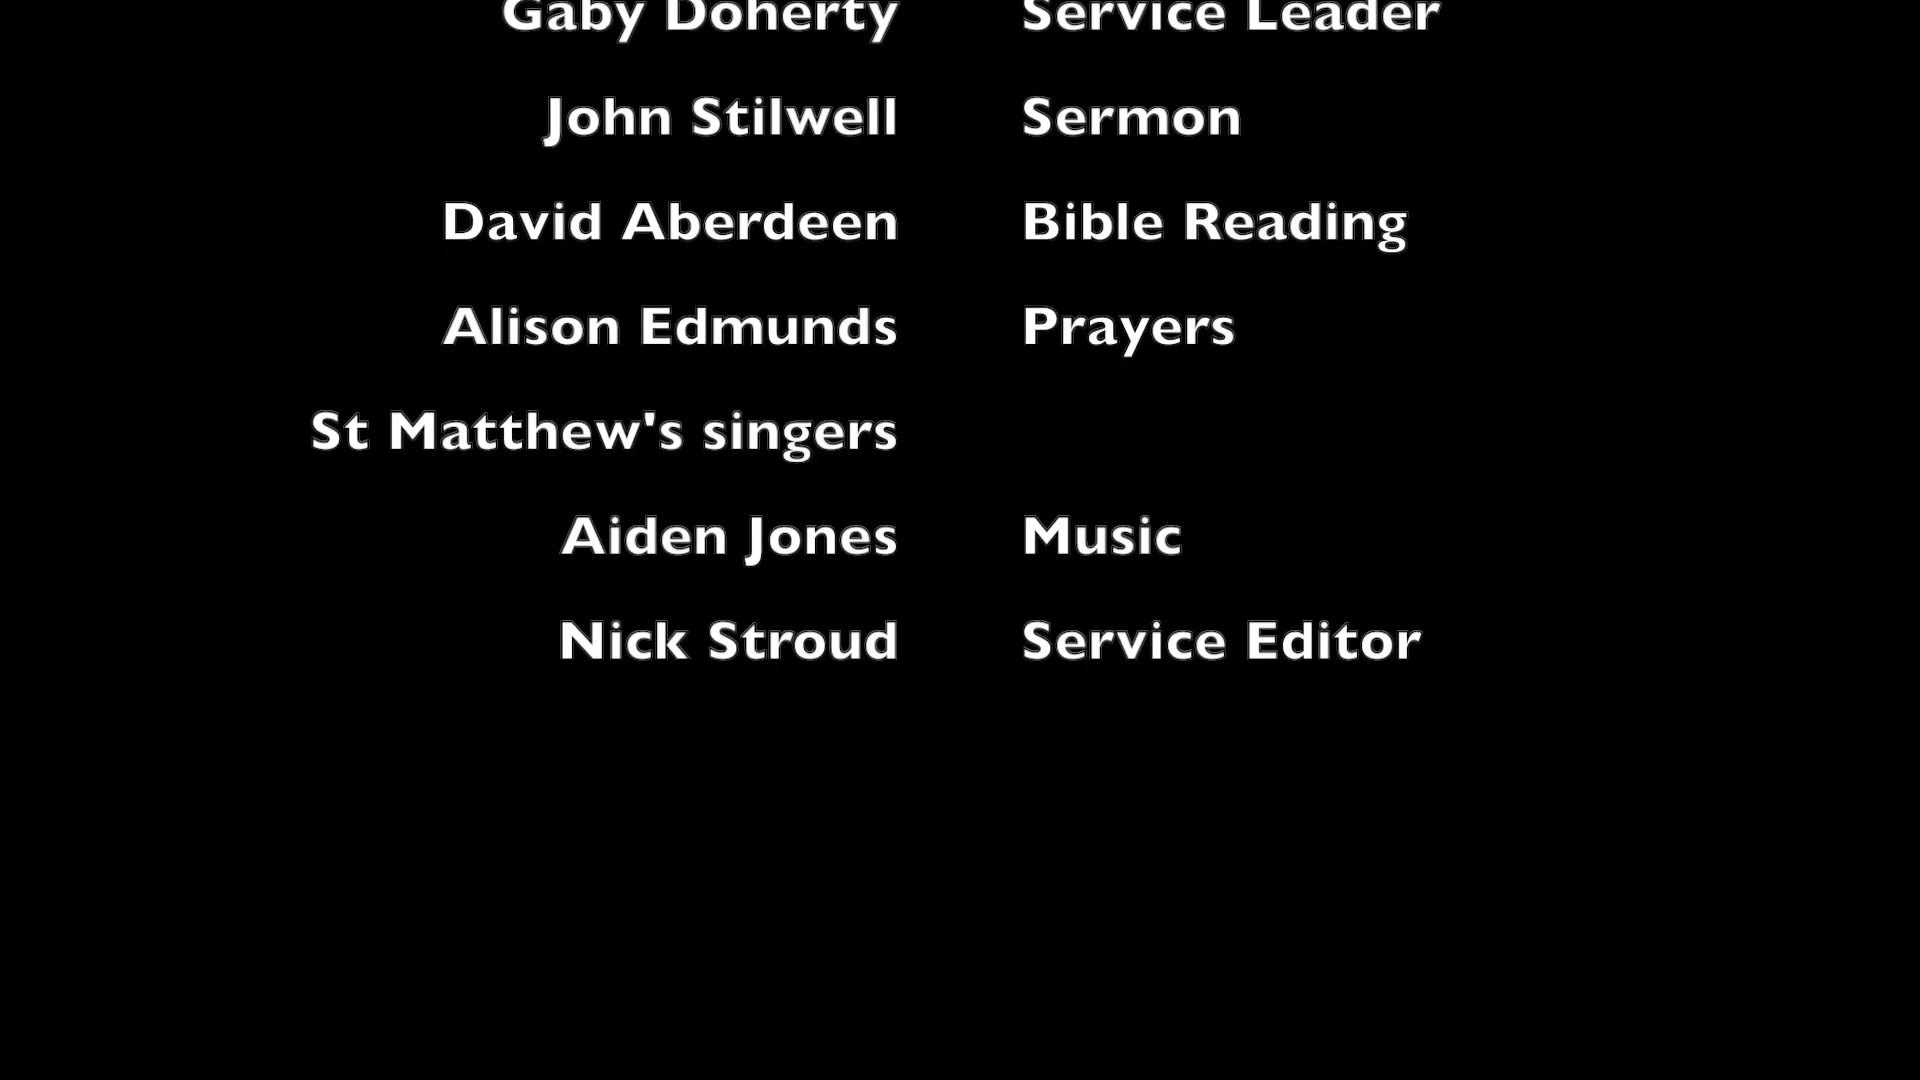 Gaby Doherty Service Leader
John Stilwell Sermon
David Aberdeen Bible Reading
Alison Edmunds Prayers
St Matthew's singers
Aiden Jones Music
Nick Stroud Service Editor